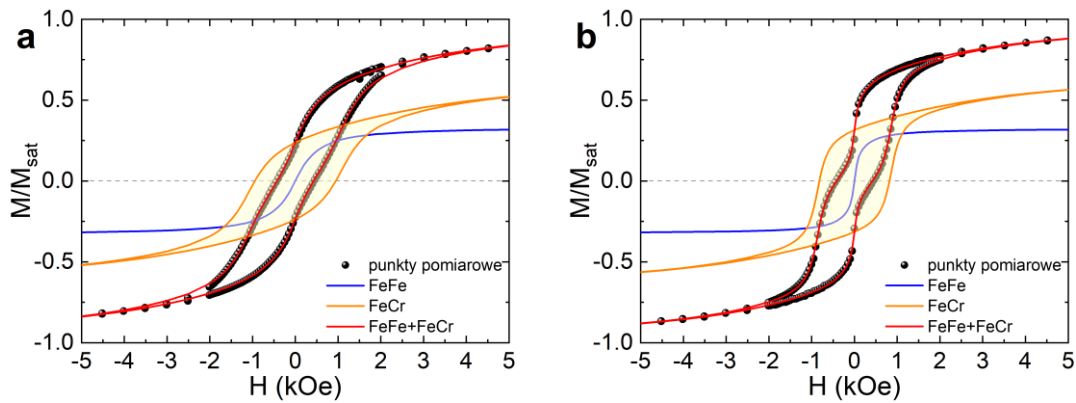 a
1.0
0.5
0.0
-0.5
-1.0
M/Msat
punkty pomiarowe
FeFe
FeCr
FeFe+FeCr
-5 -4 -3 -2 -1 0 1 2 3 4 5
H (kOe)
b
1.0
0.5
0.0
-0.5
-1.0
M/Msat
punkty pomiarowe
FeFe
FeCr
FeFe+FeCr
-5 -4 -3 -2 -1 0 1 2 3 4 5
H (kOe)